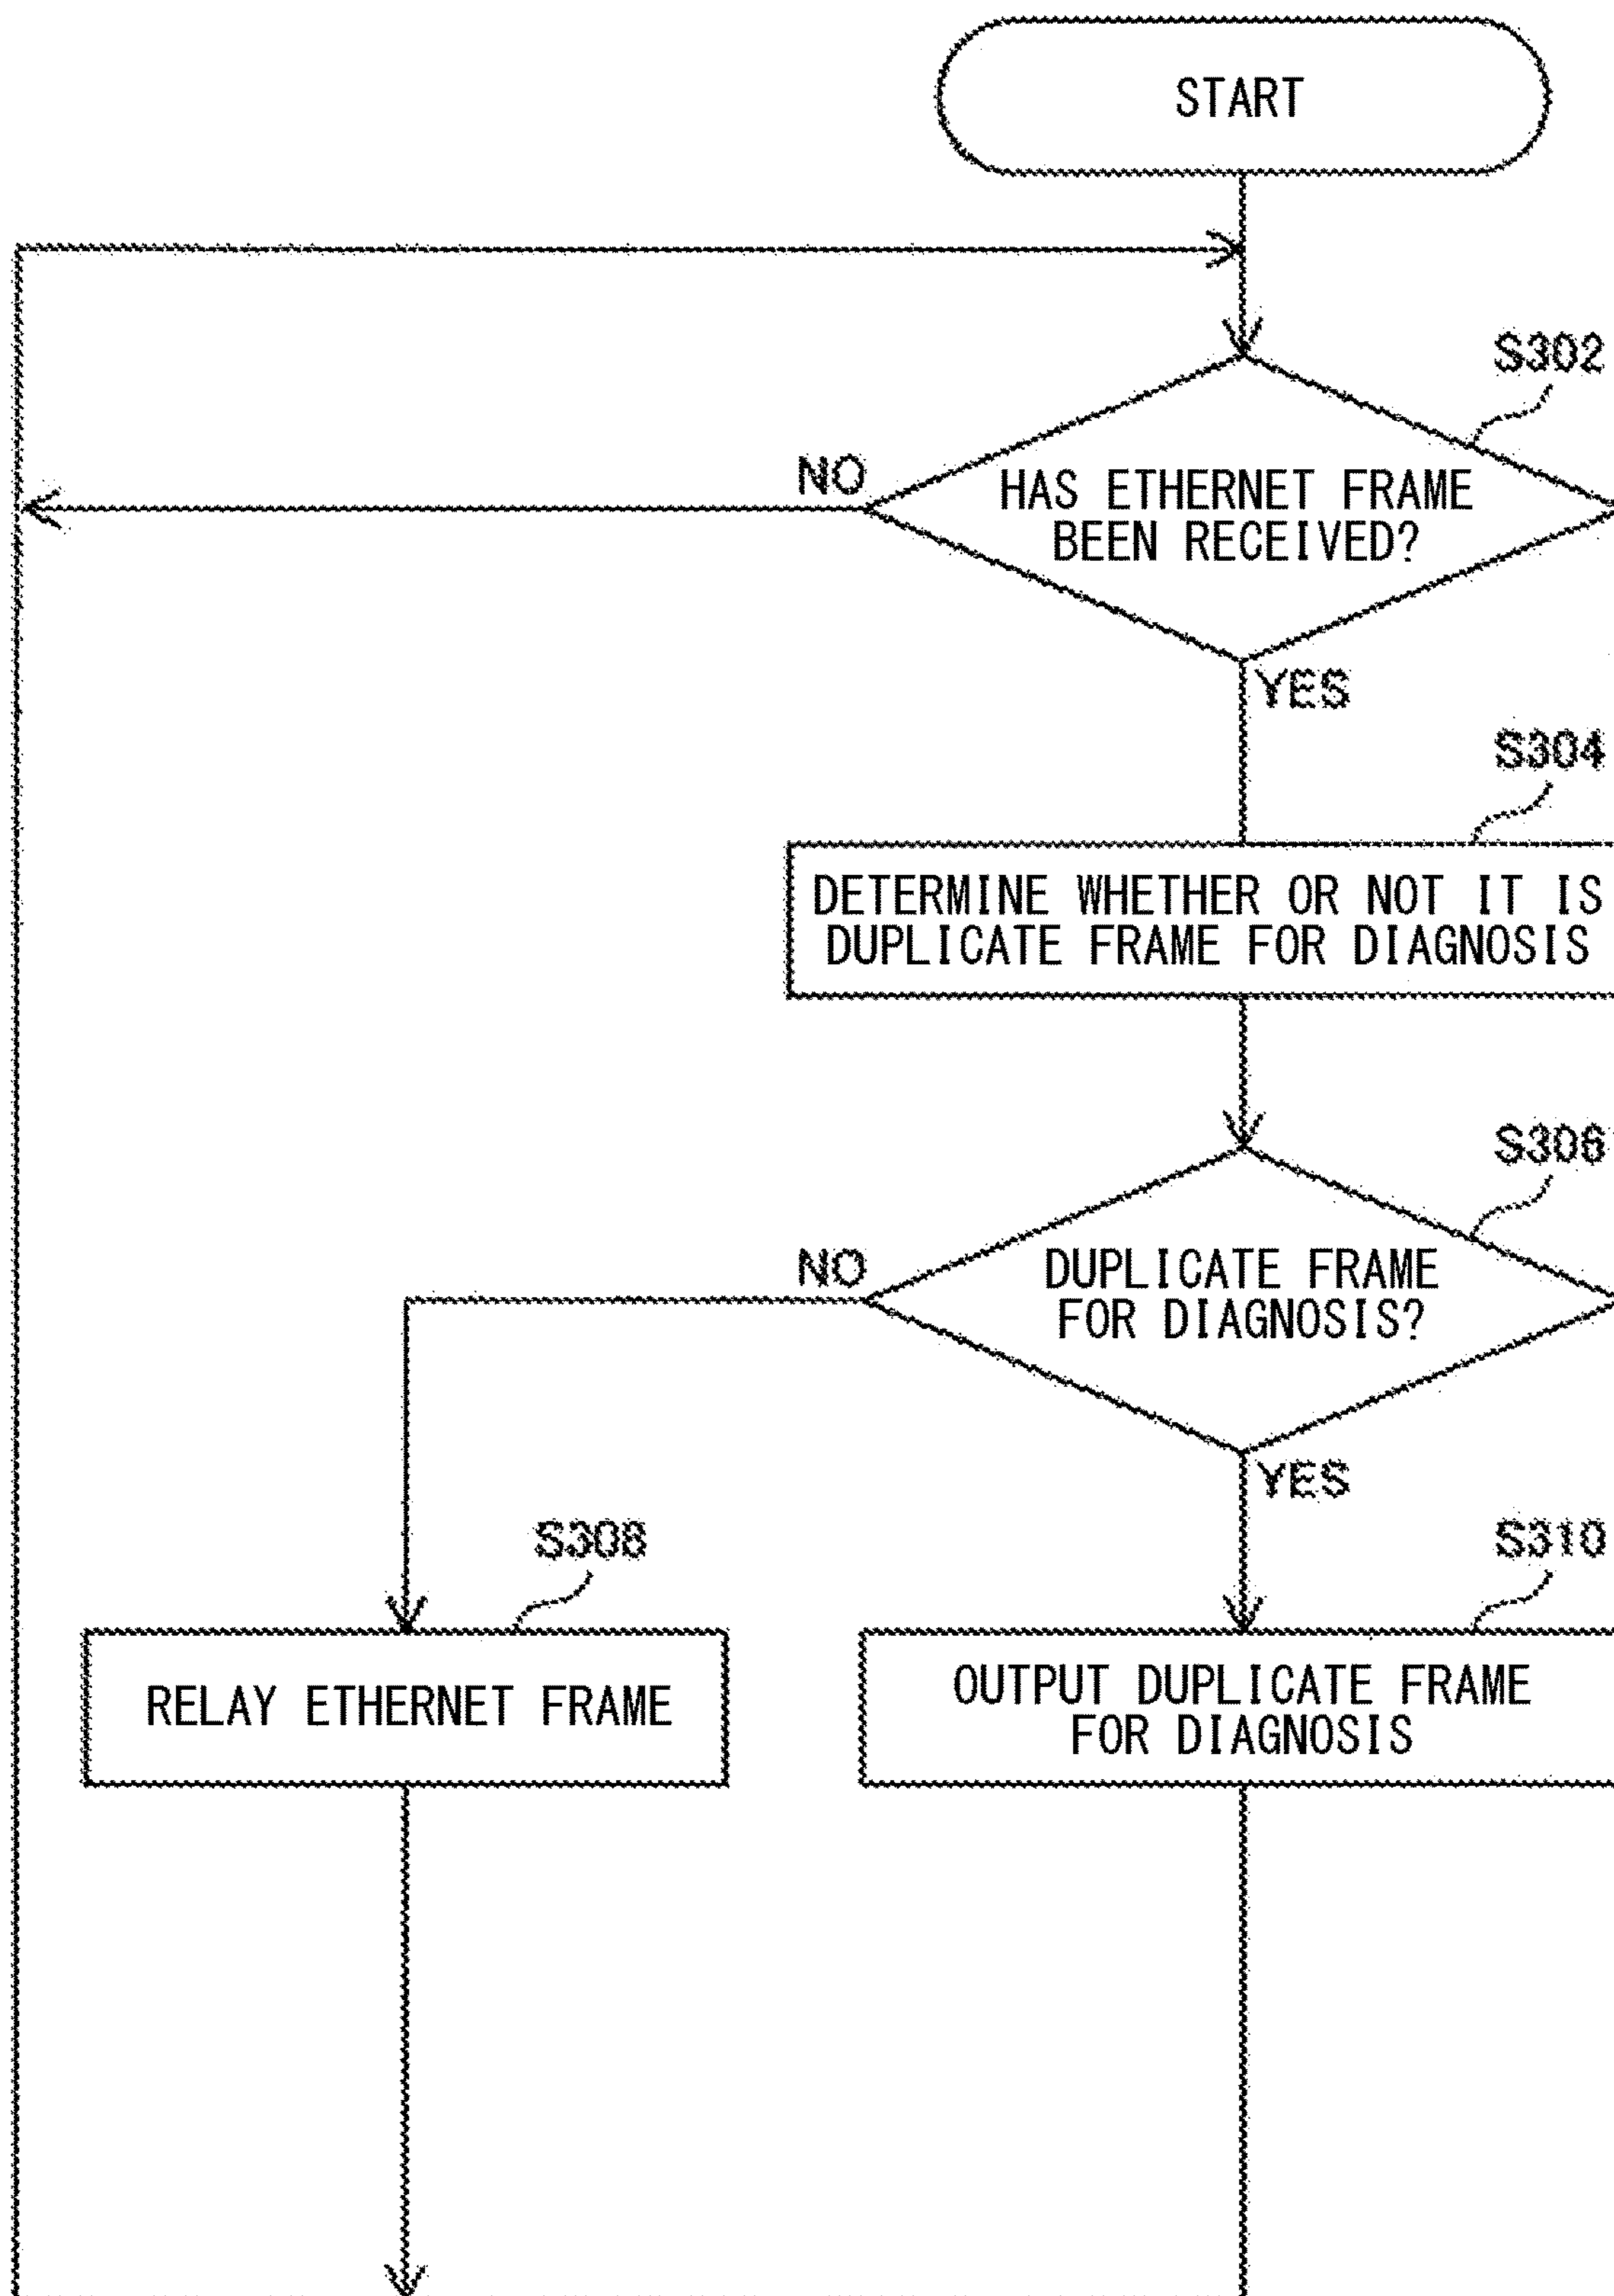 START
S302
NO
HAS ETHERNET FRAME
BEEN RECEIVED?
YES
S304
DETERMINE WHETHER OR NOT IT IS
DUPLICATE FRAME FOR DIAGNOSIS
S306
NO
DUPLICATE FRAME
FOR DIAGNOSIS?
YES
S308
S310
RELAY ETHERNET FRAME
OUTPUT DUPLICATE FRAME
FOR DIAGNOSIS